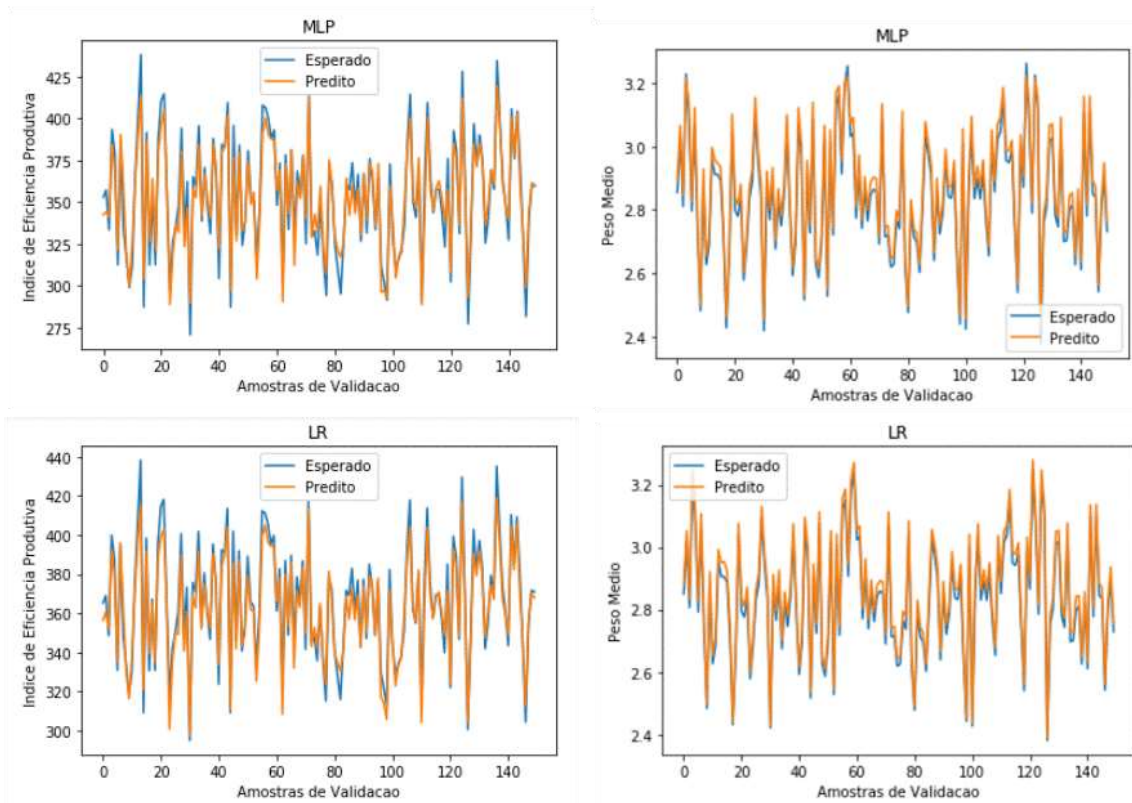 MLP
Esperado
Predito
425
400
375
350
325
300
275
Indice de Eficiencia Produtiva
0 20 40 60 80 100 120 140
Amostras de Validacao
MLP
3.2
3.0
2.8
2.6
2.4
Peso Medio
Esperado
Predito
0 20 40 60 80 100 120 140
Amostras de Validacao
LR
Esperado
Predito
440
420
400
380
360
340
320
300
Indice de Eficiencia Produtiva
0 20 40 60 80 100 120 140
Amostras de Validacao
LR
Esperado
Predito
3.2
3.0
2.8
2.6
2.4
Peso Medio
0 20 40 60 80 100 120 140
Amostras de Validacao